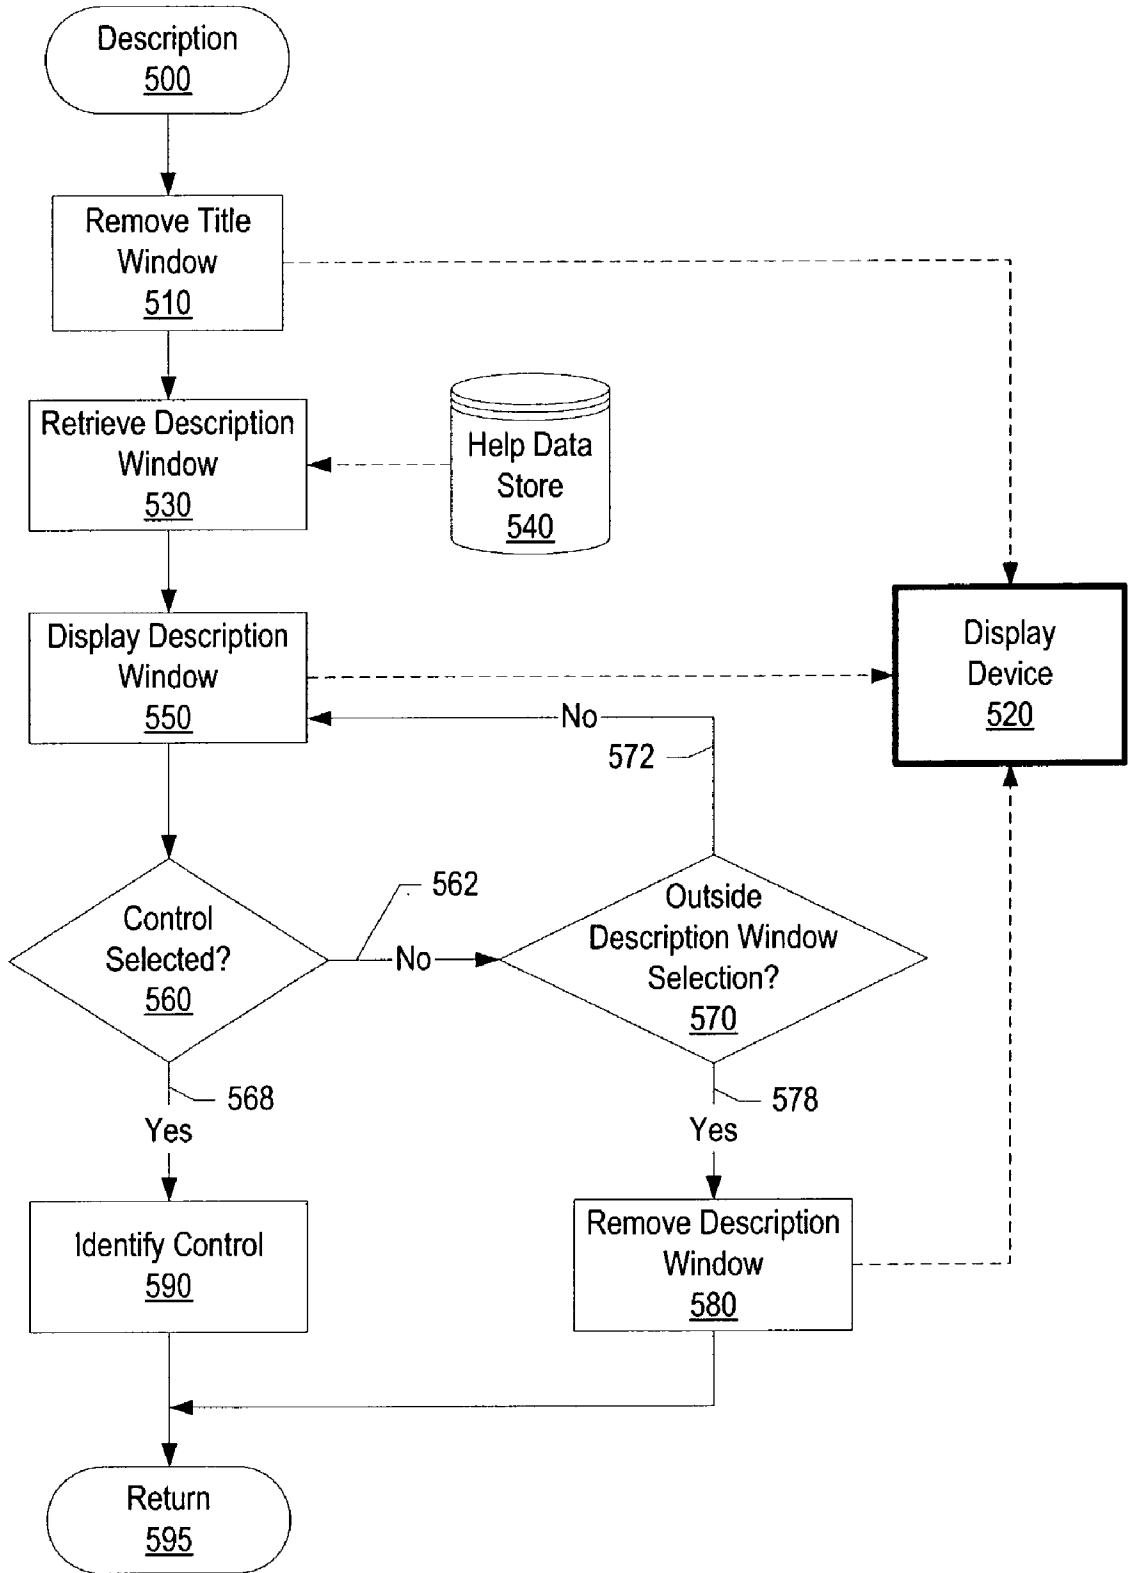 Description
500
Remove Title
Window
510
Retrieve Description
Window
530
Help Data
Store
540
Display Description
Window
550
Display
Device
520
No
572
Control
Selected?
560
562
No
Outside
Description Window
Selection?
570
568
Yes
578
Yes
Identify Control
590
Remove Description
Window
580
Return
595